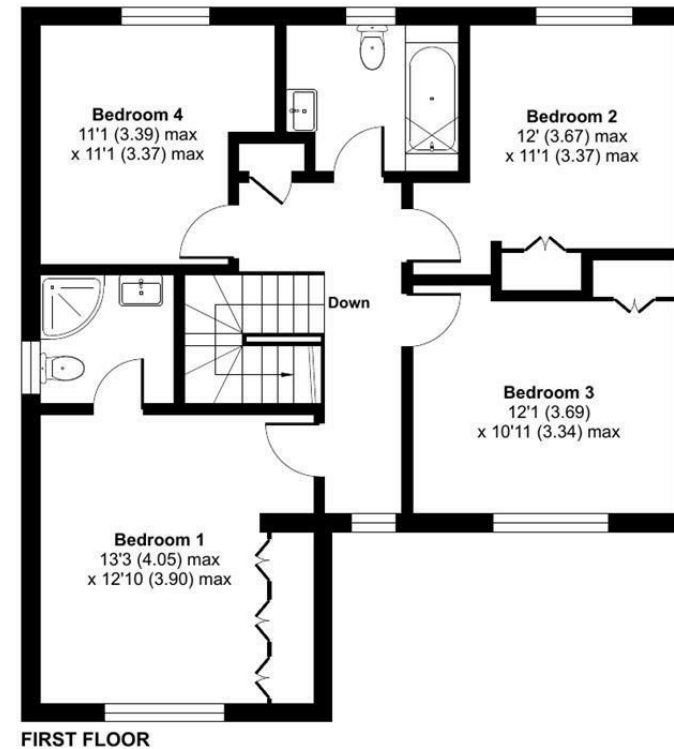 Bedroom 4
11'1 (3.39) max
x 11'1 (3.37) max
Bedroom 2
12' (3.67) max
x 11'1 (3.37) max
Down
Bedroom 3
12'1 (3.69)
x 10'11 (3.34) max
Bedroom 1
13'3 (4.05) max
x 12'10 (3.90) max
FIRST FLOOR